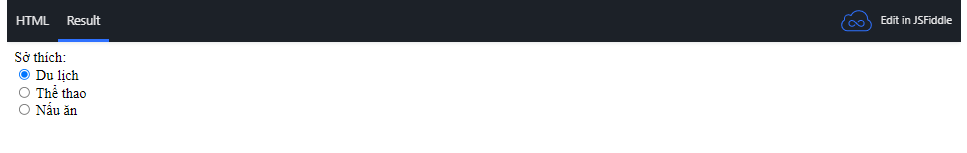 HTML Result Edit in JSFiddle
Sở thích:
Du lịch
Thể thao
Nấu ăn